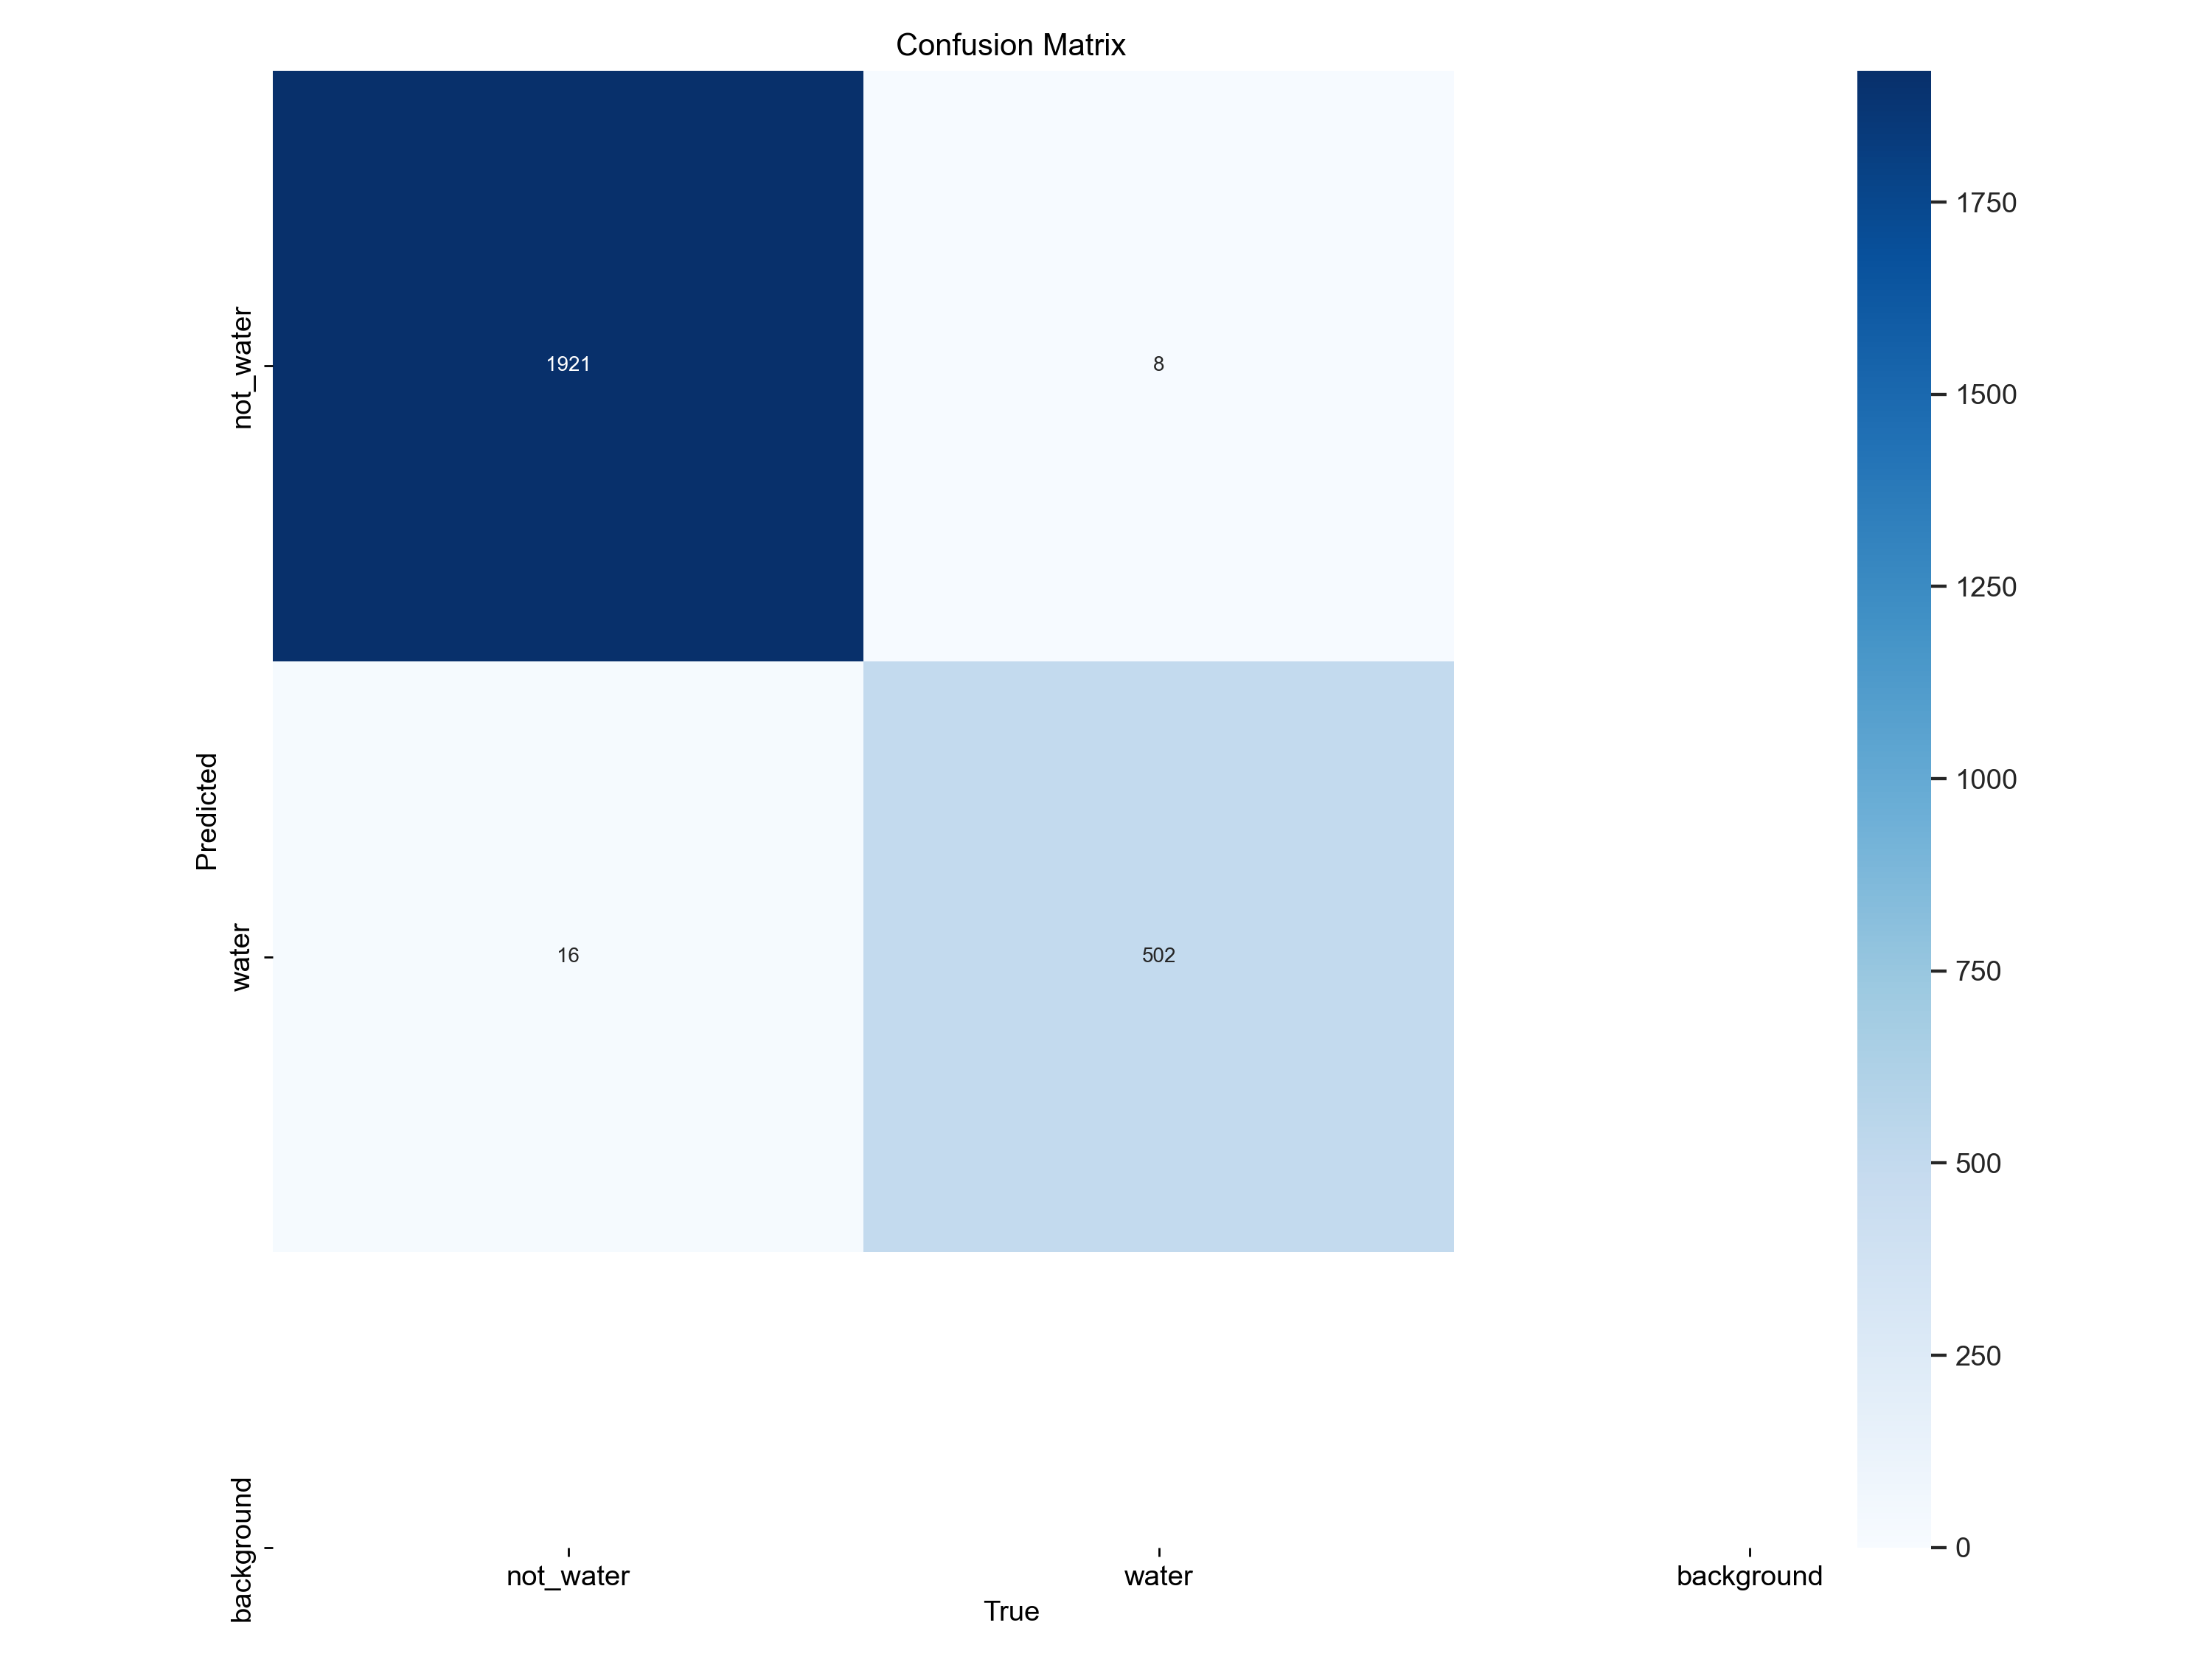 Confusion Matrix
not_water
1921
8
Predicted
water
16
502
background
not_water
water
background
True
1750
1500
1250
1000
750
500
250
0